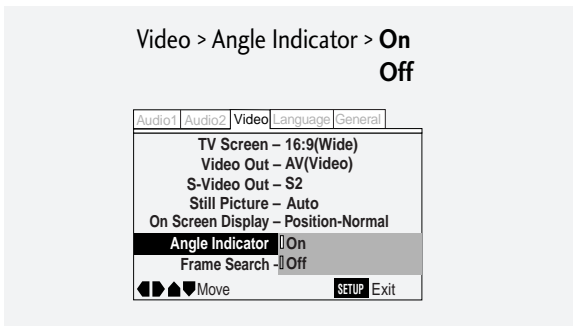 Video > Angle Indicator > On
Off
Audio1 Audio2 Video Language General
TV Screen – 16:9(Wide)
Video Out – AV(Video)
S-Video Out – S2
Still Picture – Auto
On Screen Display – Position-Normal
Angle Indicator On
Frame Search - Off
Move SETUP Exit